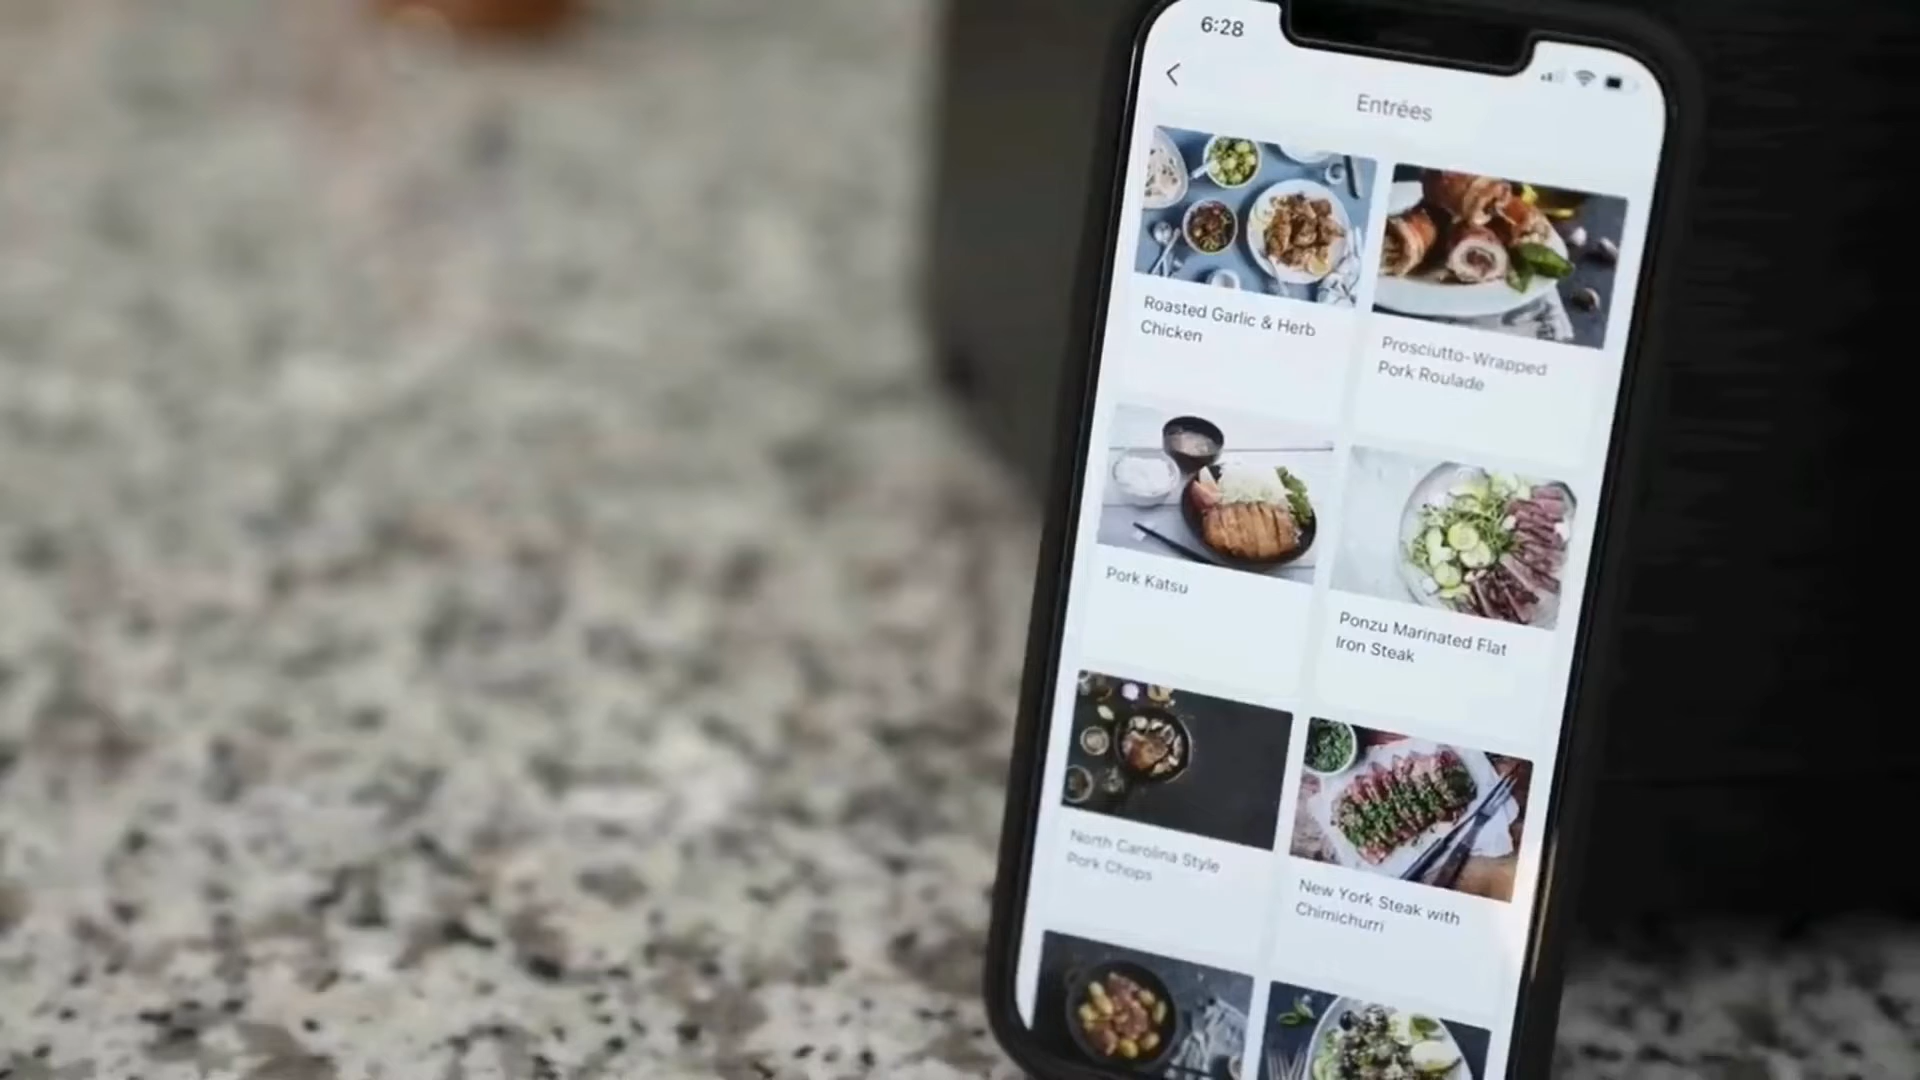 6:28
Entrées
Roasted Garlic & Herb
Chicken
Prosciutto-Wrapped
Pork Roulade
Pork Katsu
Ponzu Marinated Flat
Iron Steak
North Carolina Style
Pork Chops
New York Steak with
Chimichurri